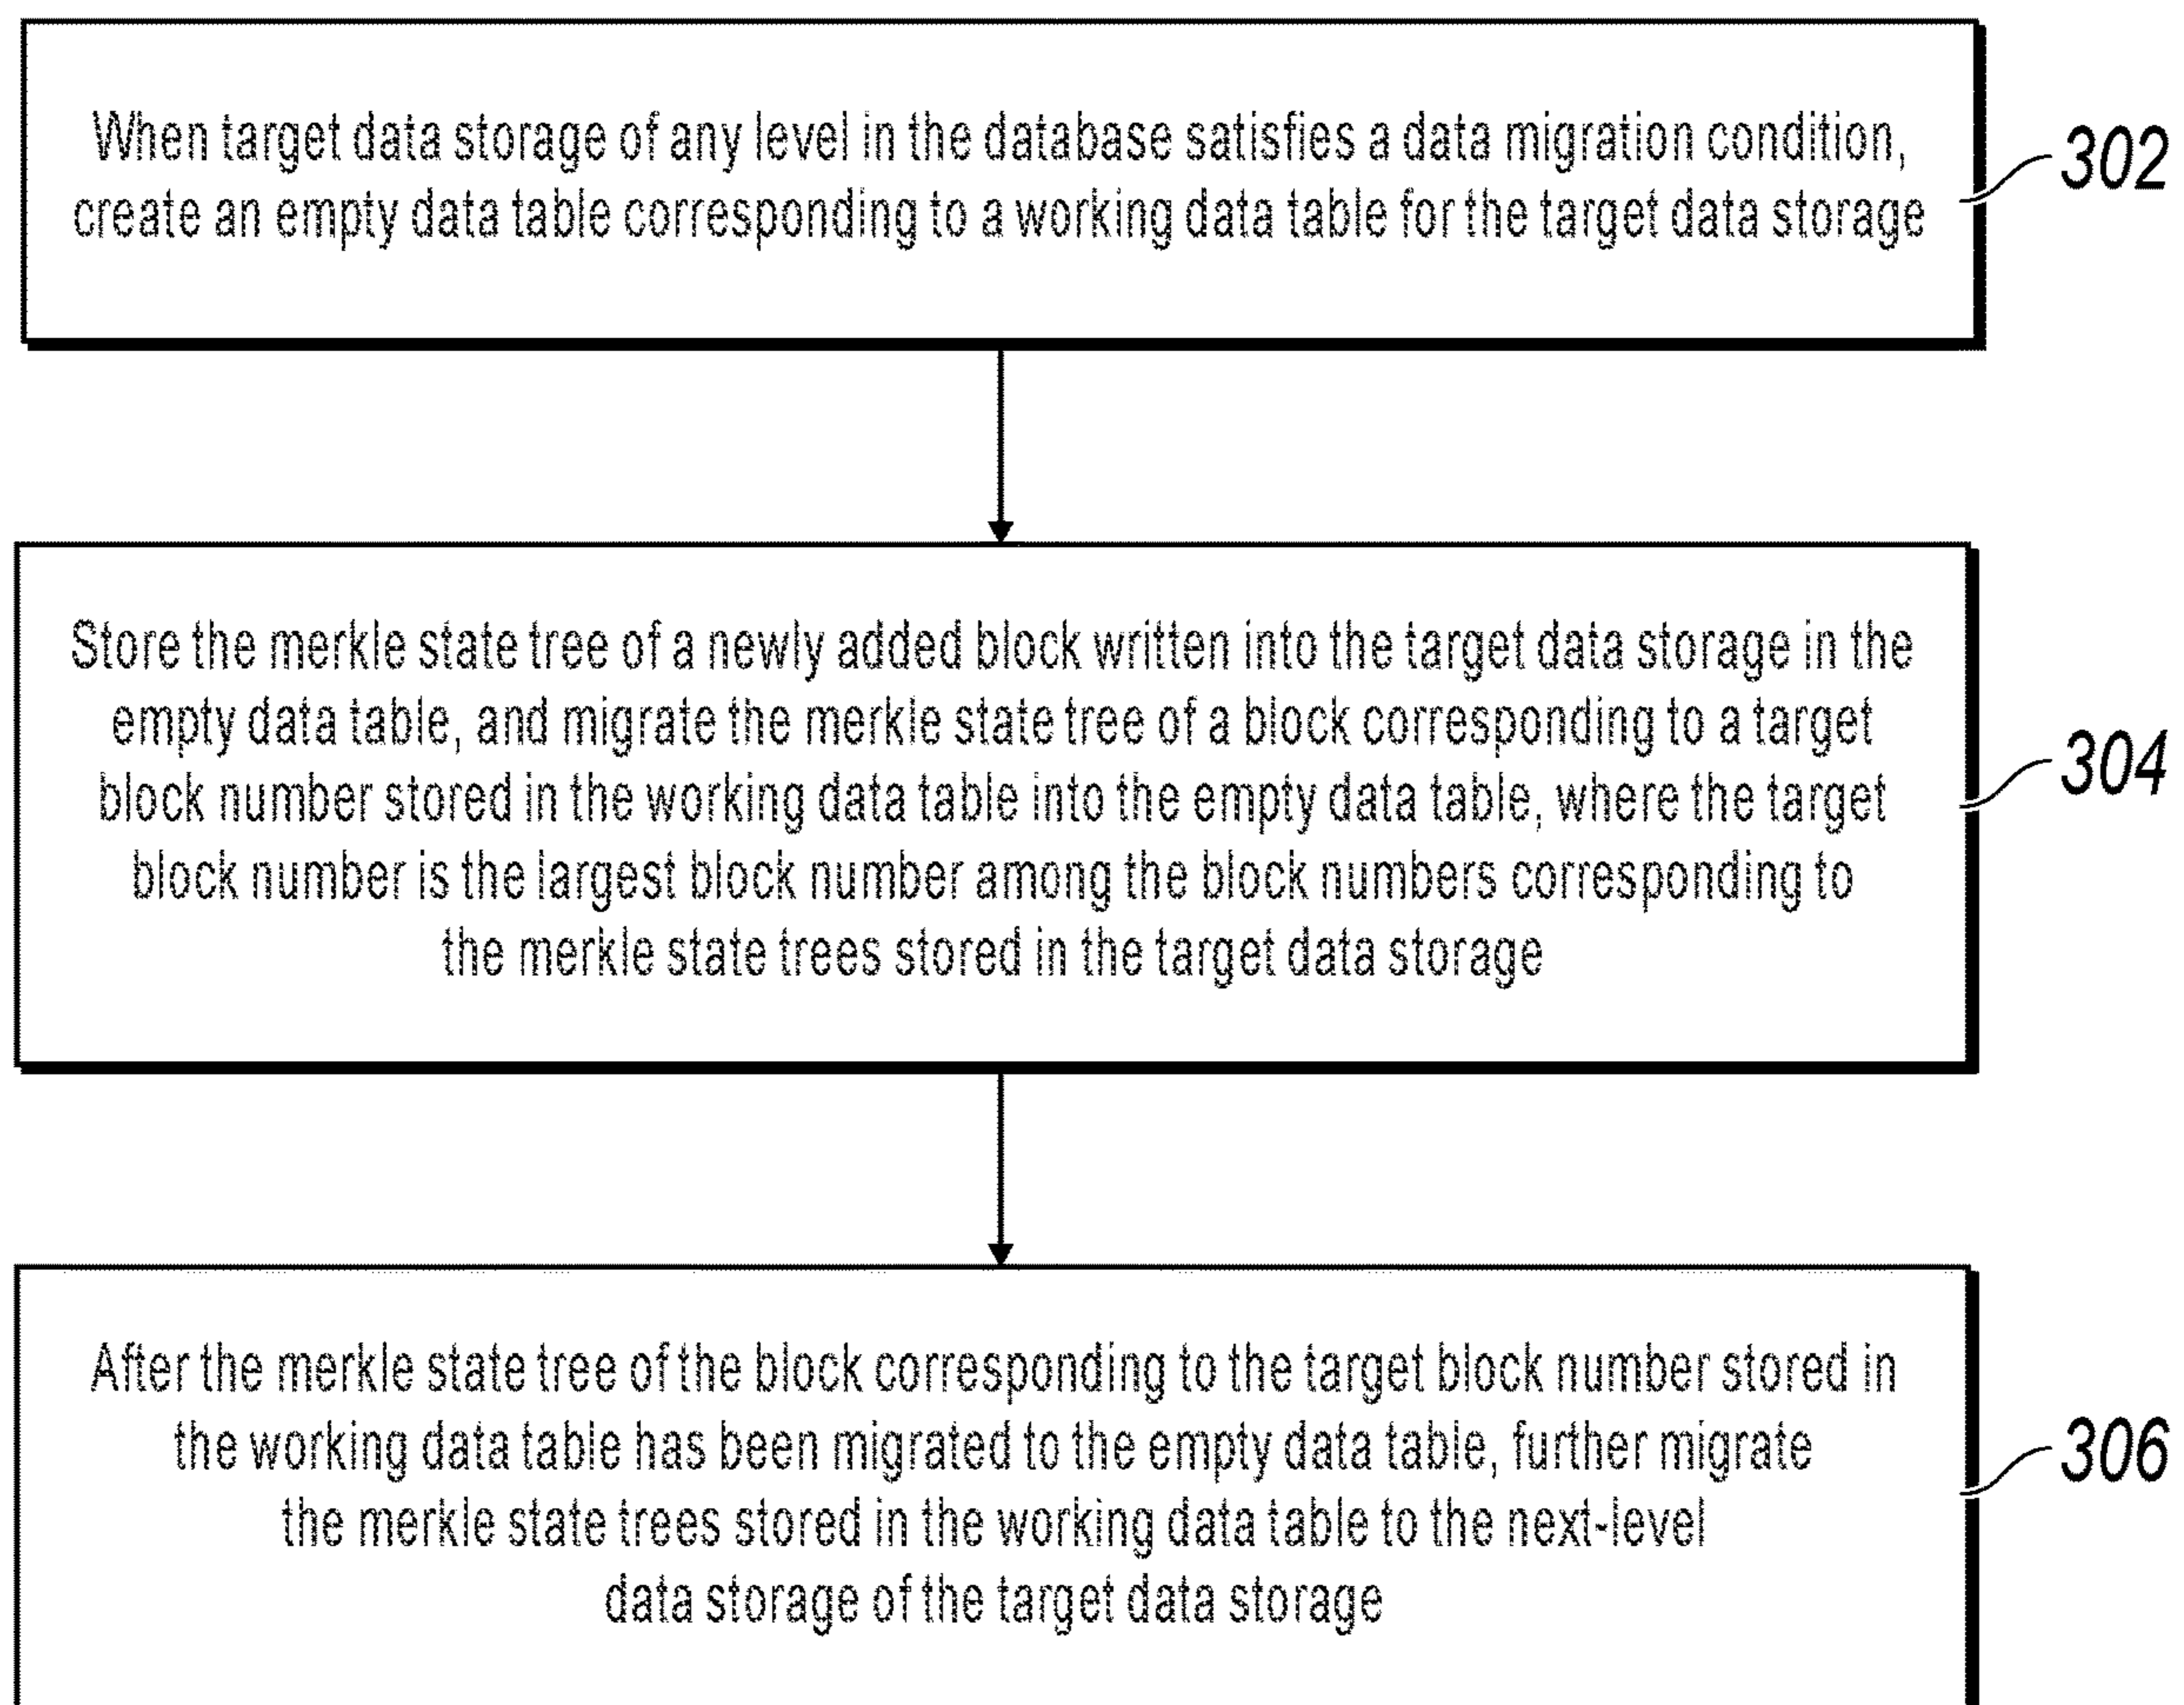 When target data storage of any level in the database satisfies a data migration condition,
create an empty data table corresponding to a working data table for the target data storage
302
Store the merkle state tree of a newly added block written into the target data storage in the
empty data table, and migrate the merkle state tree of a block corresponding to a target
block number stored in the working data table into the empty data table, where the target
block number is the largest block number among the block numbers corresponding to
the merkle state trees stored in the target data storage
304
After the merkle state tree of the block corresponding to the target block number stored in
the working data table has been migrated to the empty data table, further migrate
the merkle state trees stored in the working data table to the next-level
data storage of the target data storage
306